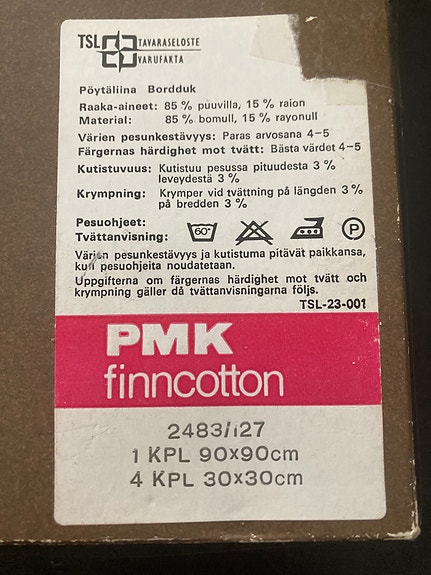 TSL TAVARASELOSTE
VARUFAKTA
Pöytäliina Bordduk
Raaka-aineet: 85 % puuvilla, 15 % raion
Material: 85 % bomull, 15 % rayonull
Värien pesunkestävyys: Paras arvosana 4-5
Färgernas härdighet mot tvätt: Bästa värdet 4-5
Kutistuvuus: Kutistuu pesussa pituudesta 3 %
leveydestä 3 %
Krympning: Krymper vid tvättning på längden 3 %
på bredden 3 %
Pesuohjeet:
Tvättanvisning: 60° P
Värien pesunkestävyys ja kutistuma pitävät paikkansa,
kun pesuohjeita noudatetaan.
Uppgifterna om färgernas härdighet mot tvätt och
krympning gäller då tvättanvisningarna följs.
TSL-23-001
PMK
finncotton
2483/127
1 KPL 90x90cm
4 KPL 30x30cm